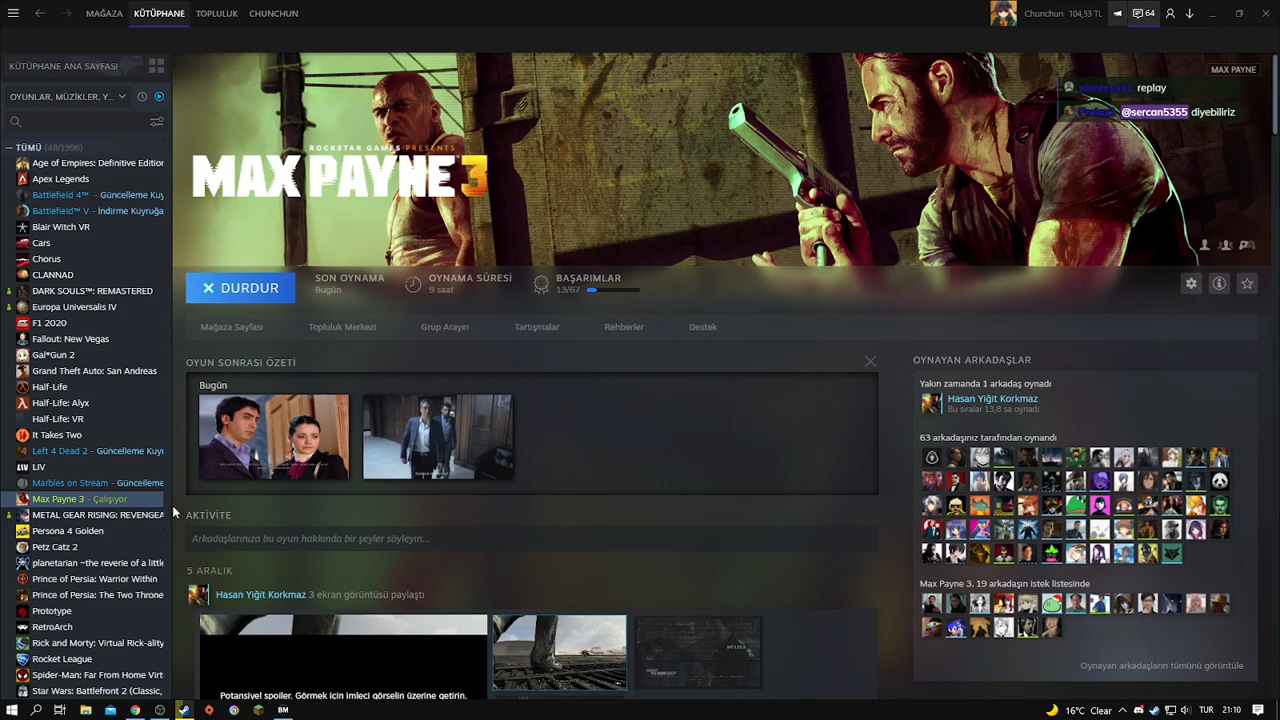 MAĞAZA KÜTÜPHANE TOPLULUK CHUNCHUN
Chunchun 104,53 TL
64
KÜTÜPHANE ANA SAYFASI
OYUNLAR, MÜZİKLER, Y...
TÜMÜ (48/1996)
Age of Empires: Definitive Edition
Apex Legends
Battlefield 4™ - Güncelleme Kuy
Battlefield™ V - İndirme Kuyruğa
Blair Witch VR
Cars
Chorus
CLANNAD
DARK SOULS™: REMASTERED
Europa Universalis IV
F1 2020
Fallout: New Vegas
Gal*Gun 2
Grand Theft Auto: San Andreas
Half-Life
Half-Life: Alyx
Half-Life: VR
It Takes Two
Left 4 Dead 2 - Güncelleme Kuyr
LIV
Marbles on Stream - Güncelleme
Max Payne 3 - Çalışıyor
METAL GEAR RISING: REVENGEA
Persona 4 Golden
Petz Catz 2
planetarian ~the reverie of a little
Prince of Persia: Warrior Within
Prince of Persia: The Two Throne
Prototype
RetroArch
Rick and Morty: Virtual Rick-ality
Rocket League
Spider-Man: Far From Home Virt
Star Wars: Battlefront 2 (Classic,
ROCKSTAR GAMES PRESENTS
MAX PAYNE 3
MAX PAYNE
replay
@sercan5355 diyebiliriz
DURDUR
SON OYNAMA
Bugün
OYNAMA SÜRESİ
9 saat
BAŞARIMLAR
13/67
Mağaza Sayfası Topluluk Merkezi Grup Arayın Tartışmalar Rehberler Destek
OYUN SONRASI ÖZETİ
Bugün
AKTİVİTE
Arkadaşlarınıza bu oyun hakkında bir şeyler söyleyin...
5 ARALIK
Hasan Yiğit Korkmaz 3 ekran görüntüsü paylaştı
Potansiyel spoiler. Görmek için imleci görselin üzerine getirin.
OYNAYAN ARKADAŞLAR
Yakın zamanda 1 arkadaş oynadı
Hasan Yiğit Korkmaz
Bu sıralar 13,8 sa oynadı
63 arkadaşınız tarafından oynandı
Max Payne 3, 19 arkadaşın istek listesinde
Oynayan arkadaşların tümünü görüntüle
BM
16°C Clear
TUR 21:10